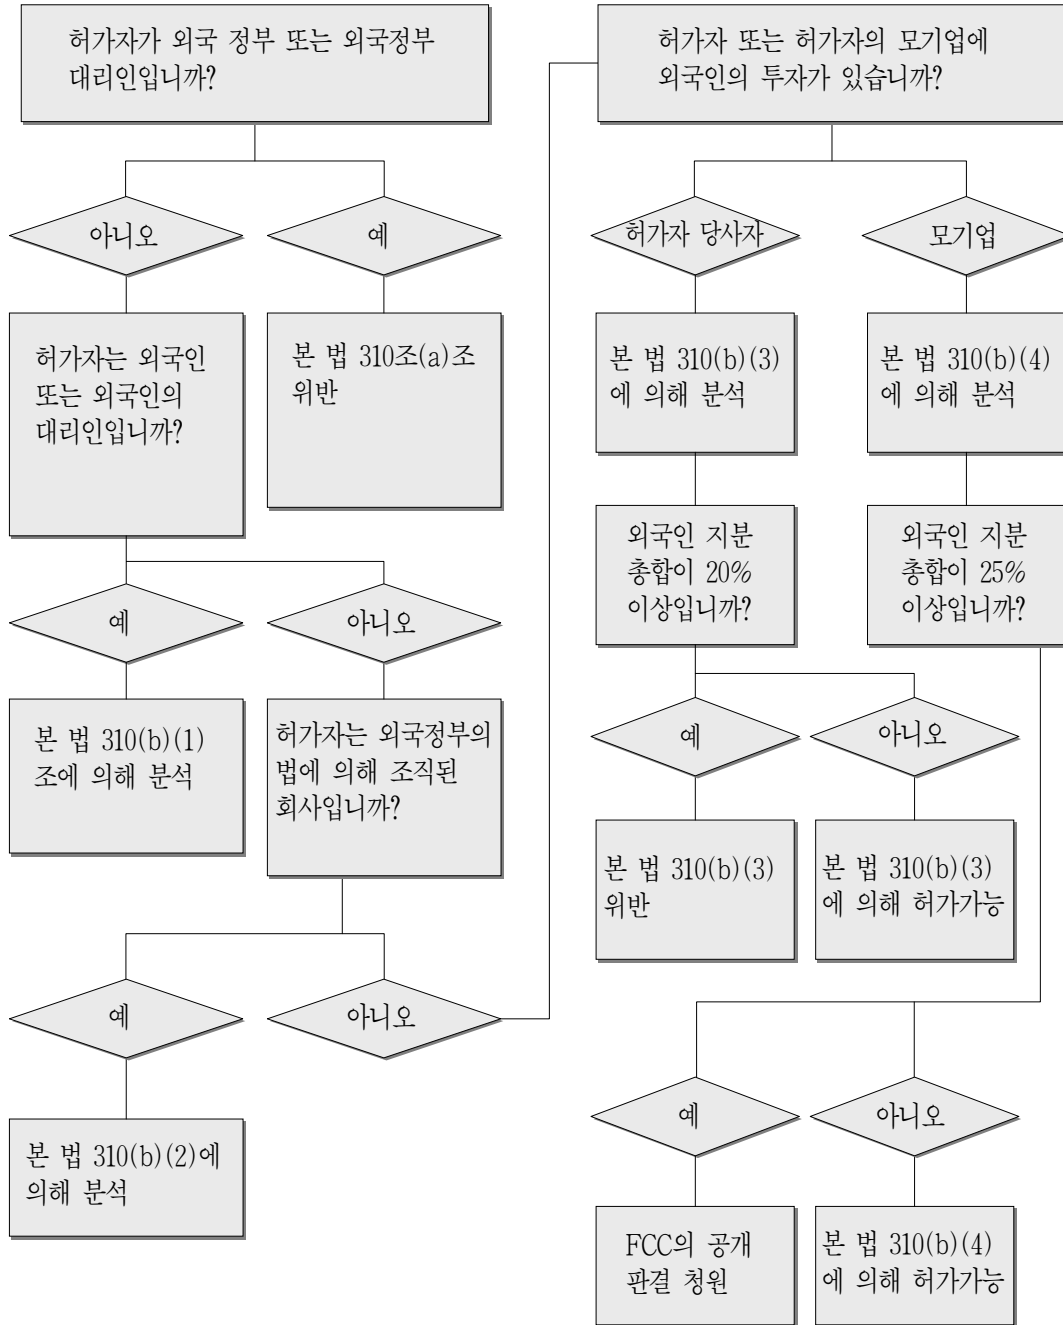 허가자가 외국 정부 또는 외국정부
대리인입니까?
아니오
예
허가자는 외국인
또는 외국인의
대리인입니까?
본 법 310조(a)조
위반
예
아니오
본 법 310(b)(1)
조에 의해 분석
허가자는 외국정부의
법에 의해 조직된
회사입니까?
예
아니오
본 법 310(b)(2)에
의해 분석
허가자 또는 허가자의 모기업에
외국인의 투자가 있습니까?
허가자 당사자
모기업
본 법 310(b)(3)
에 의해 분석
본 법 310(b)(4)
에 의해 분석
외국인 지분
총합이 20%
이상입니까?
외국인 지분
총합이 25%
이상입니까?
예
아니오
본 법 310(b)(3)
위반
본 법 310(b)(3)
에 의해 허가가능
예
아니오
FCC의 공개
판결 청원
본 법 310(b)(4)
에 의해 허가가능